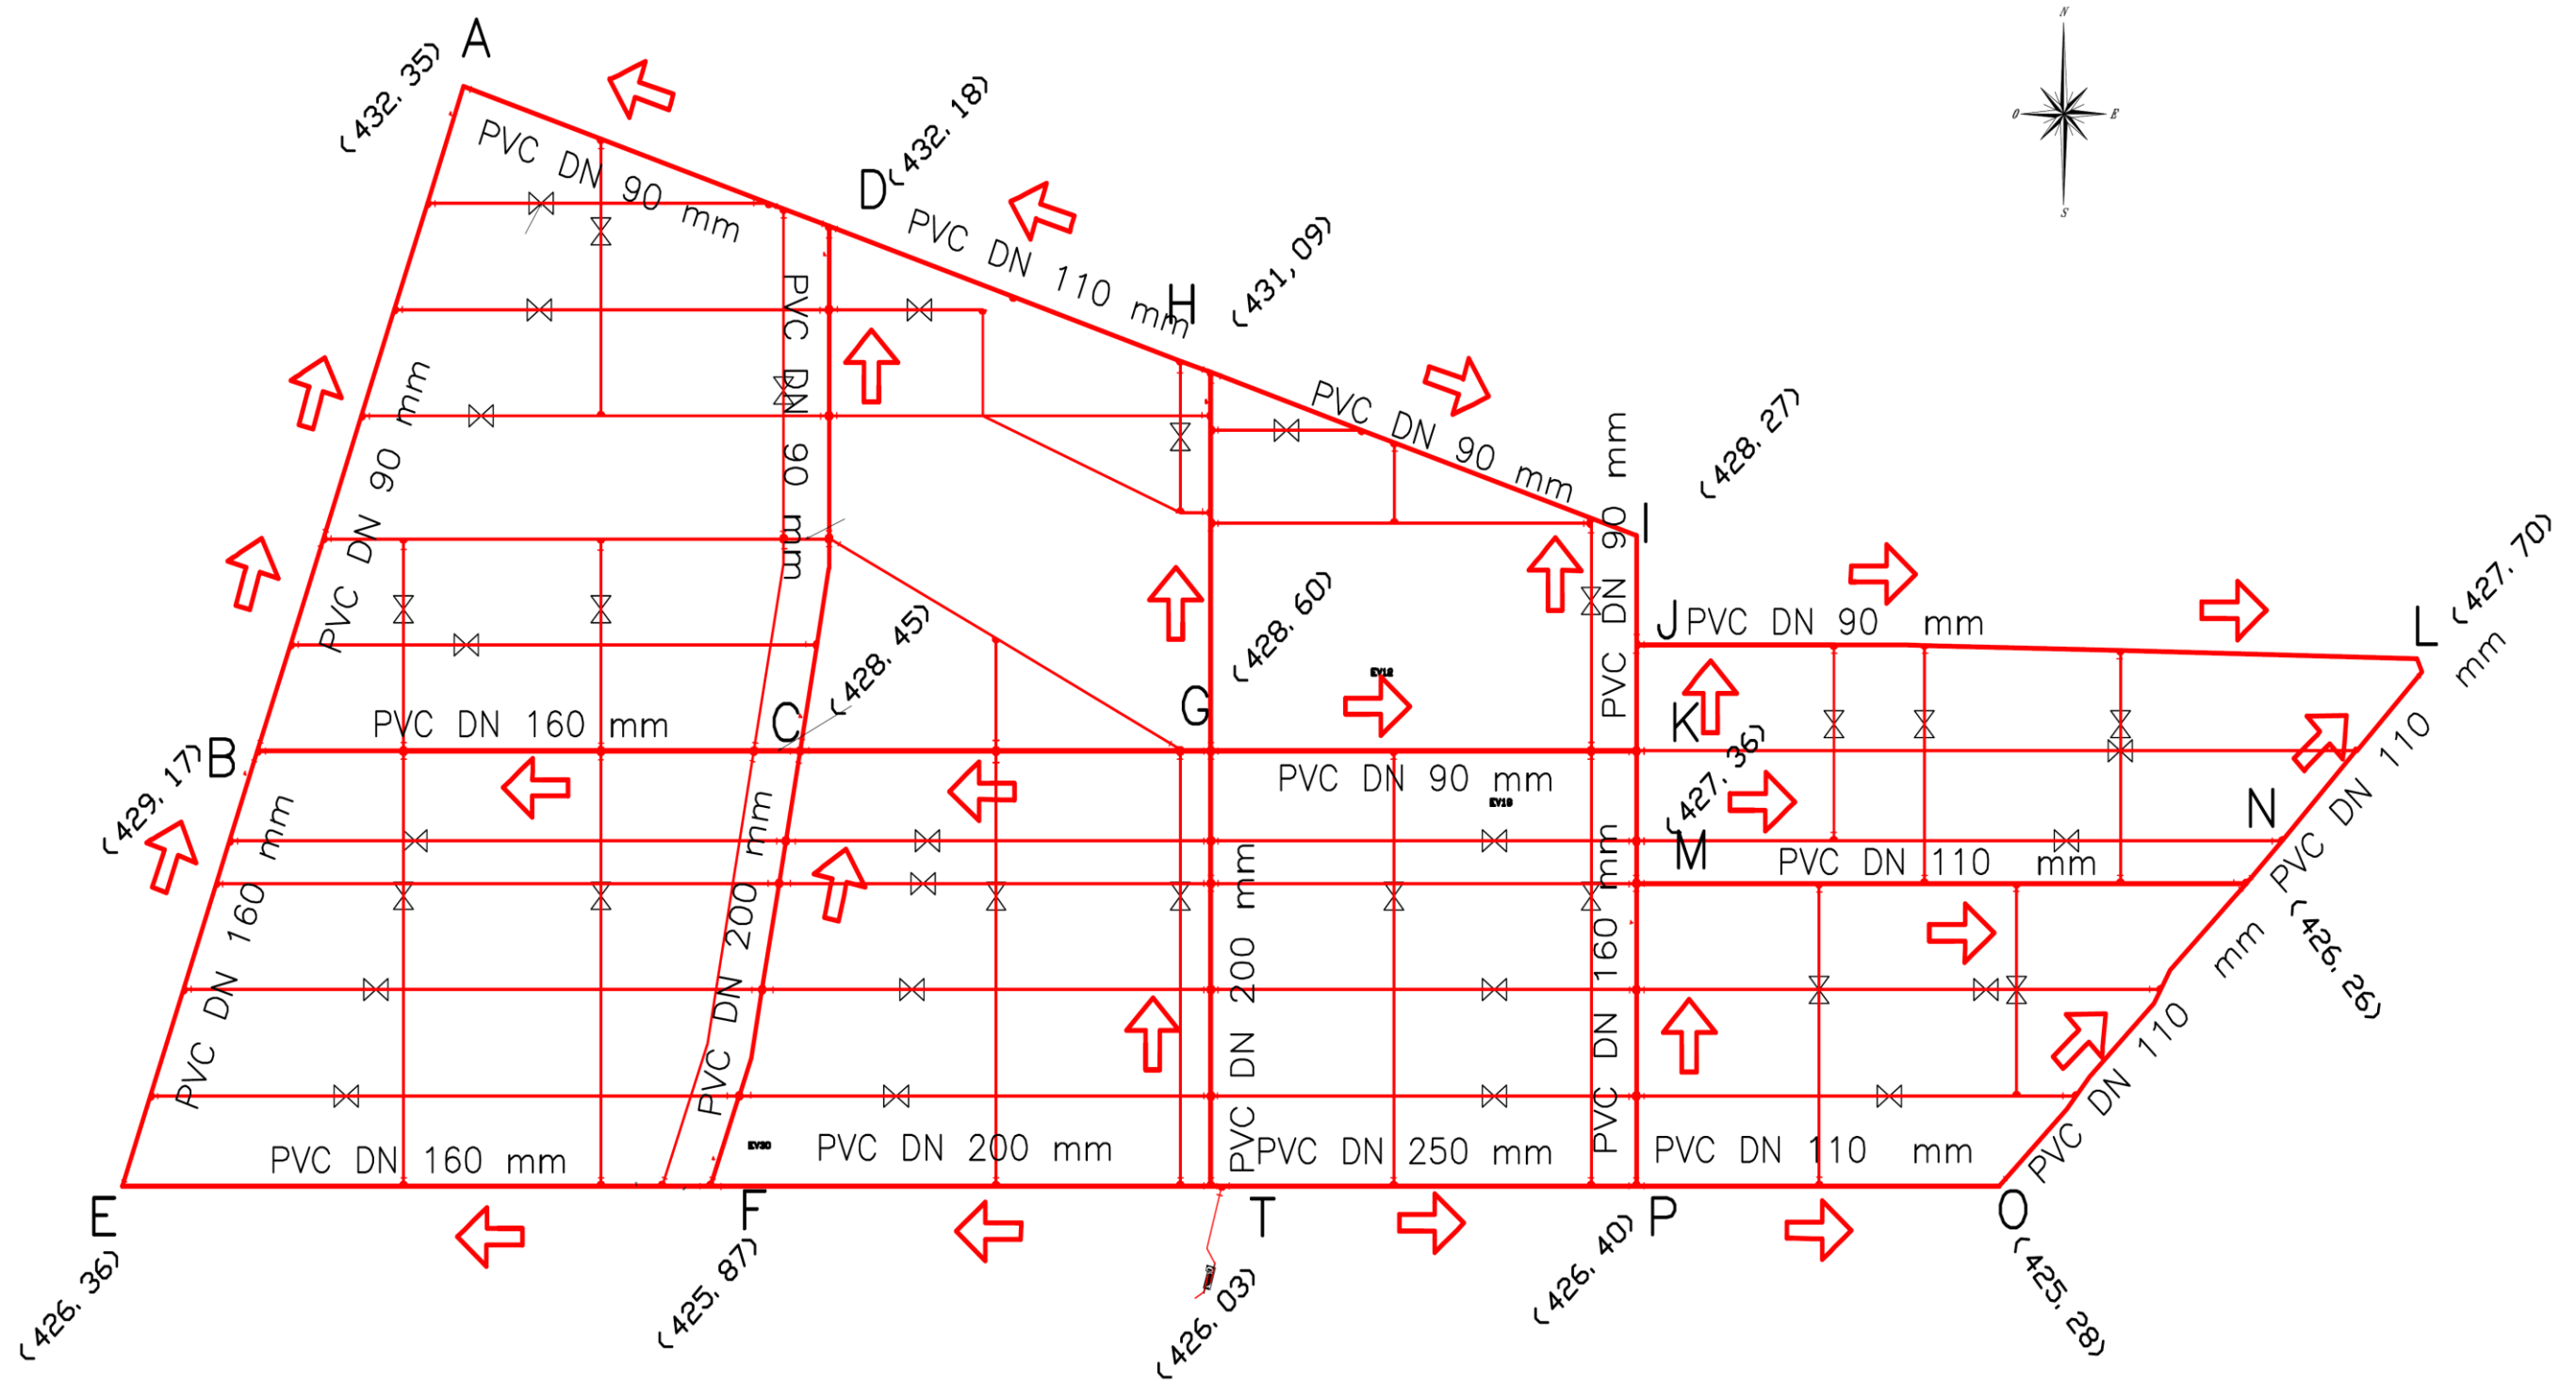 N
A
(432, 35)
O
E
S
(432, 18)
PVC DN 90 mm
D
PVC DN 110 mm
H
(431, 09)
PVC DN 90 mm
PVC DN 90 mm
PVC DN 90 mm
(428, 27)
I
PVC DN 90 mm
(428, 60)
(427, 70)
J
PVC DN 90 mm
L
PVC DN 90 mm
(428, 45)
EV12
G
K
B
PVC DN 160 mm
C
(429, 17)
PVC DN 90 mm
(427, 36)
N
PVC DN 110 mm
M
PVC DN 110 mm
PVC DN 160 mm
PVC DN 200 mm
PVC DN 200 mm
PVC DN 160 mm
(426, 26)
PVC DN 110 mm
PVC DN 160 mm
PVC DN 200 mm
PVC DN 250 mm
PVC DN 110 mm
E
F
T
P
O
(426, 36)
(425, 87)
(426, 03)
(426, 40)
(425, 28)